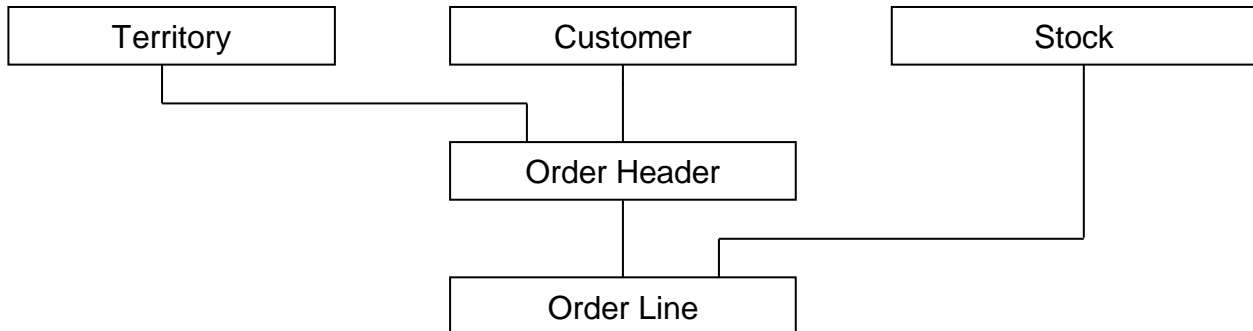 Territory
Customer
Stock
Order Header
Order Line